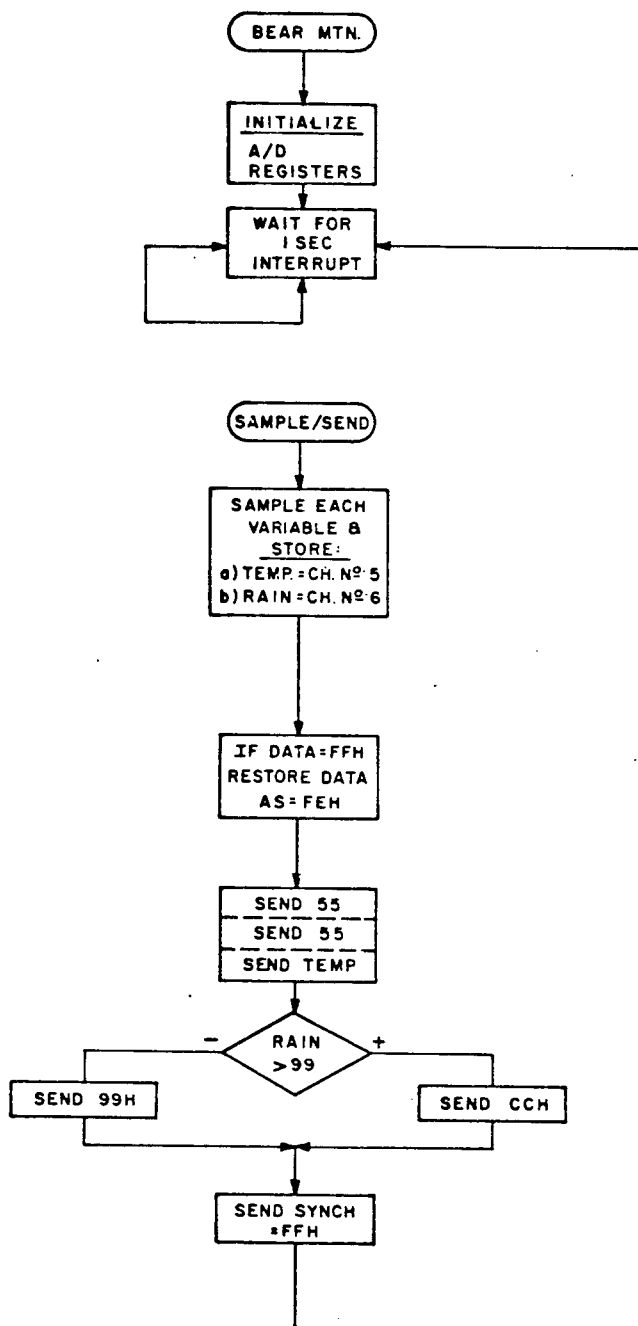 BEAR MTN.
INITIALIZE
A/D
REGISTERS
WAIT FOR
1 SEC
INTERRUPT
SAMPLE/SEND
SAMPLE EACH
VARIABLE &
STORE:
a) TEMP. = CH. Nº 5
b) RAIN = CH. Nº 6
IF DATA=FFH
RESTORE DATA
AS=FEH
SEND 55
SEND 55
SEND TEMP
- RAIN +
>99
SEND 99H SEND CCH
SEND SYNCH
=FFH